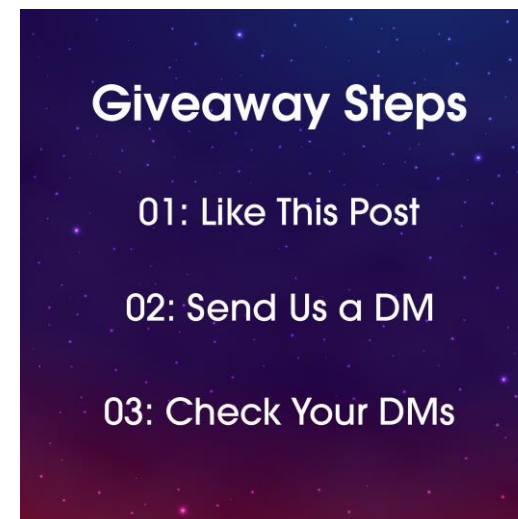 Giveaway Steps
01: Like This Post
02: Send Us a DM
03: Check Your DMs